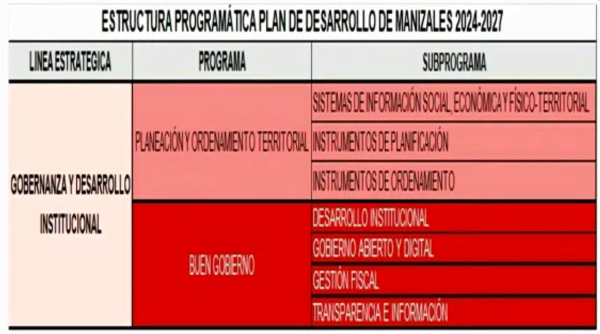 ESTRUCTURA PROGRAMÁTICA PLAN DE DESARROLLO DE MANIZALES 2024-2027
LINEA ESTRATEGICA PROGRAMA SUBPROGRAMA
GOBERNANZA Y DESARROLLO
INSTITUCIONAL
PLANEACIÓN Y ORDENAMIENTO TERRITORIAL
SISTEMAS DE INFORMACIÓN SOCIAL, ECONÓMICA Y FÍSICO-TERRITORIAL
INSTRUMENTOS DE PLANIFICACIÓN
INSTRUMENTOS DE ORDENAMIENTO
BUEN GOBIERNO
DESARROLLO INSTITUCIONAL
GOBIERNO ABIERTO Y DIGITAL
GESTIÓN FISCAL
TRANSPARENCIA E INFORMACIÓN